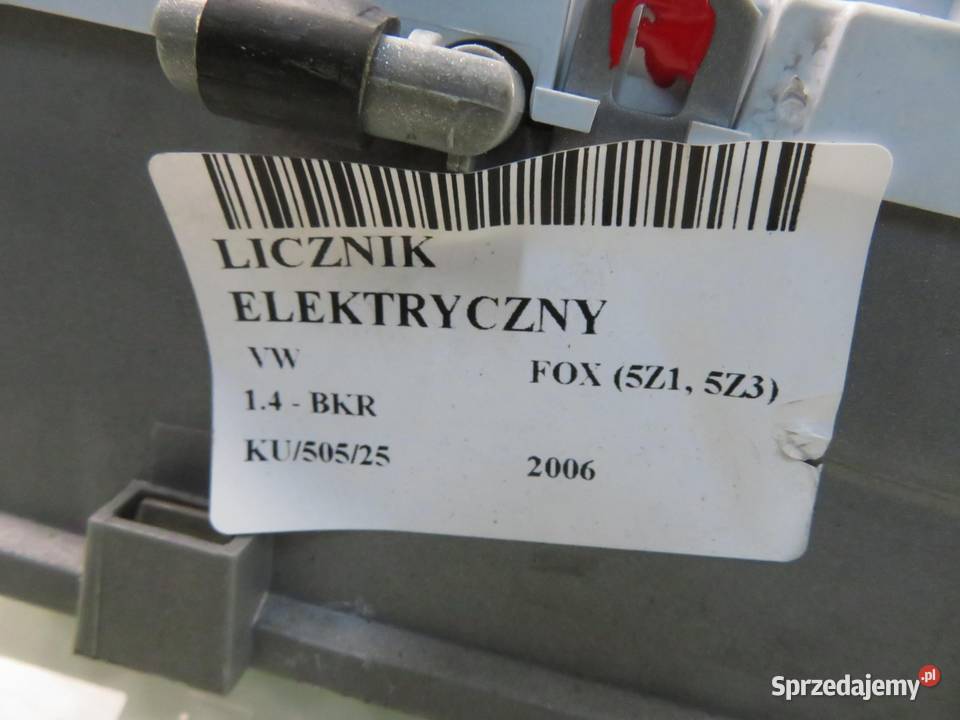 LICZNIK
ELEKTRYCZNY
VW FOX (5Z1, 5Z3)
1.4 - BKR
KU/505/25 2006
Sprzedajemy.pl